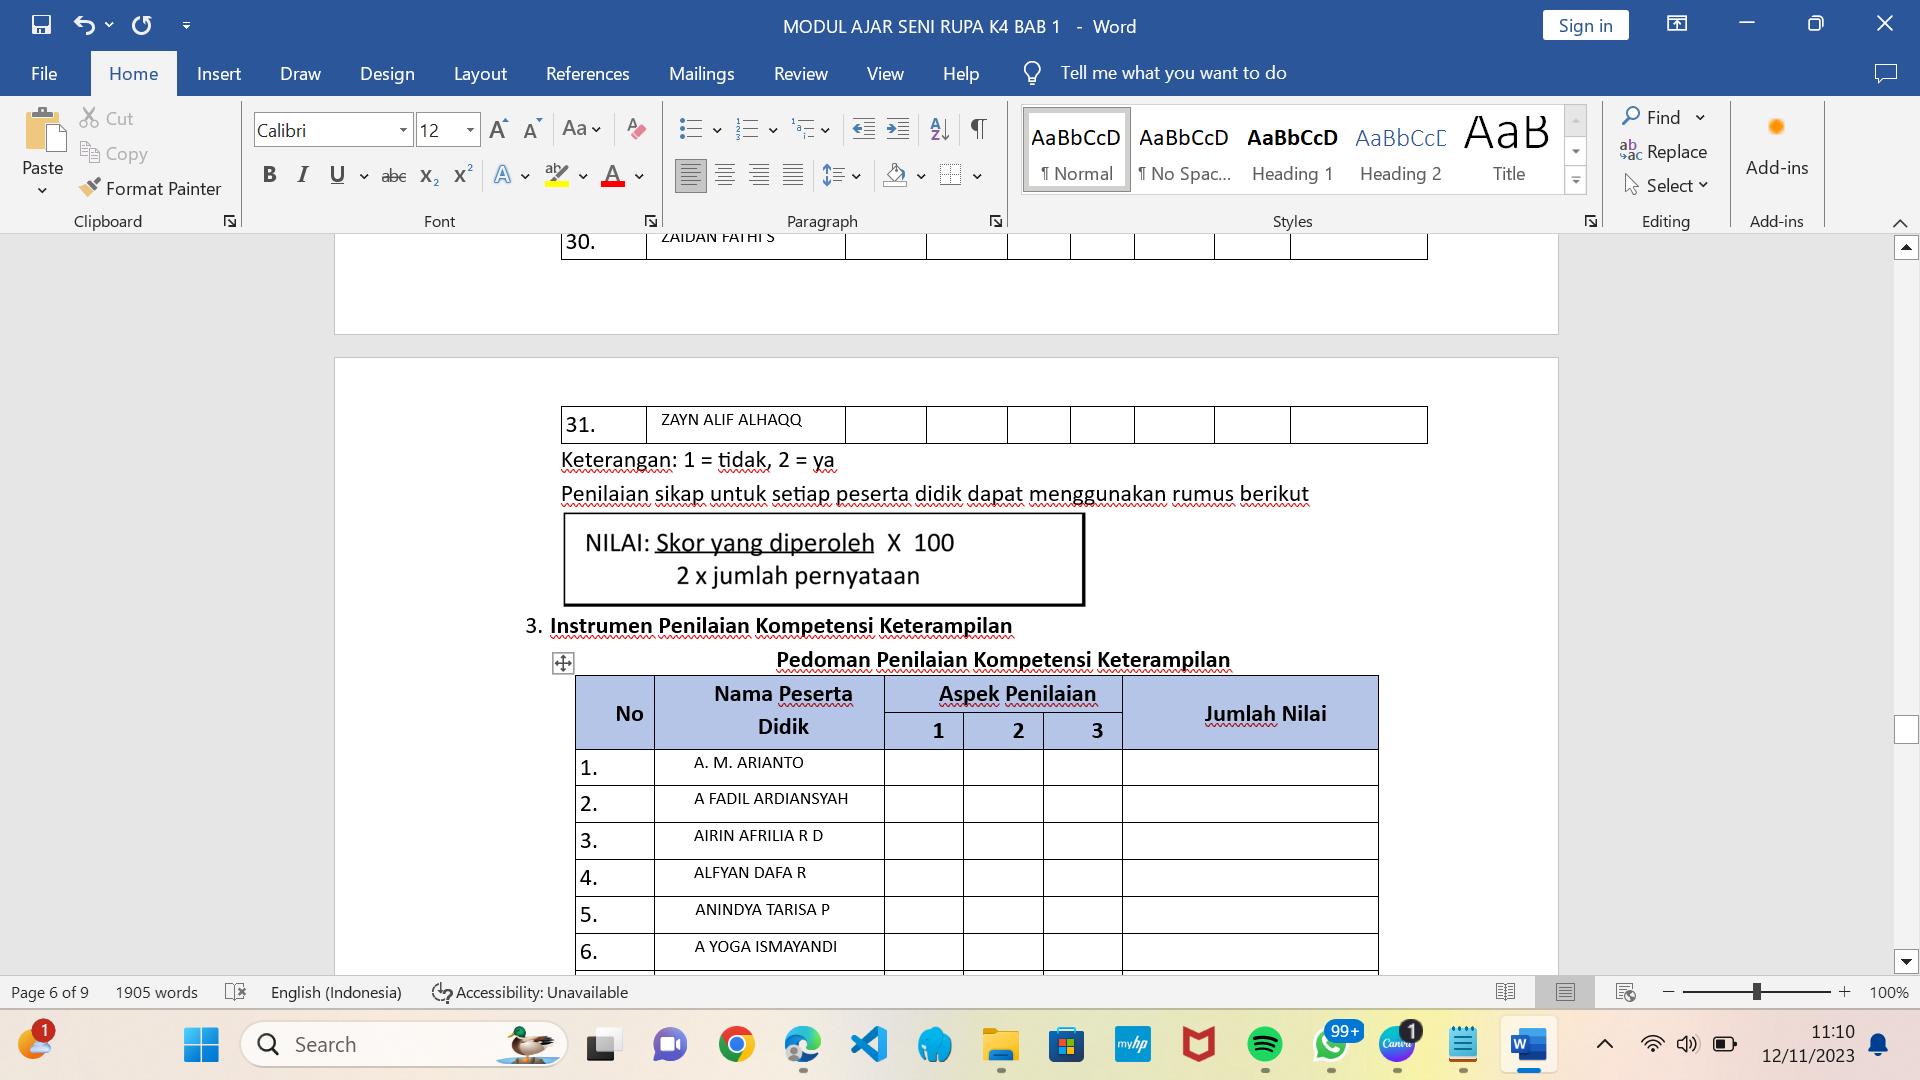 MODUL AJAR SENI RUPA K4 BAB 1 - Word
Sign in
File Home Insert Draw Design Layout References Mailings Review View Help Tell me what you want to do
Paste
Cut
Copy
Format Painter
Clipboard
Calibri 12
Font
Paragraph
AaBbCcD AaBbCcD AaBbCcD AaBbCcD AaB
¶ Normal ¶ No Spac... Heading 1 Heading 2 Title
Styles
Find
Replace
Select
Editing
Add-ins
Add-ins
30. ZAIDAN FATHI S
31. ZAYN ALIF ALHAQQ
Keterangan: 1 = tidak, 2 = ya
Penilaian sikap untuk setiap peserta didik dapat menggunakan rumus berikut
NILAI: Skor yang diperoleh X 100
2 x jumlah pernyataan
3. Instrumen Penilaian Kompetensi Keterampilan
Pedoman Penilaian Kompetensi Keterampilan
No Nama Peserta Didik Aspek Penilaian Jumlah Nilai
1 2 3
1. A. M. ARIANTO
2. A FADIL ARDIANSYAH
3. AIRIN AFRILIA R D
4. ALFYAN DAFA R
5. ANINDYA TARISA P
6. A YOGA ISMAYANDI
Page 6 of 9 1905 words English (Indonesia) Accessibility: Unavailable 100%
1 Search myhp 99+ Canva 1 W
11:10
12/11/2023